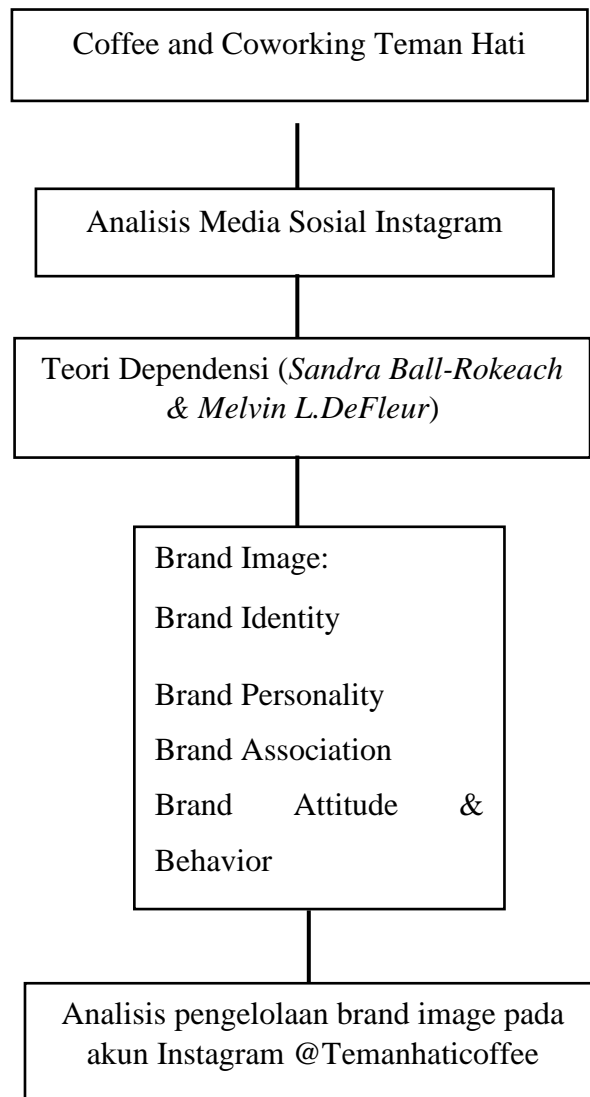 Coffee and Coworking Teman Hati
Analisis Media Sosial Instagram
Teori Dependensi (Sandra Ball-Rokeach
& Melvin L.DeFleur)
Brand Image:
Brand Identity
Brand Personality
Brand Association
Brand Attitude &
Behavior
Analisis pengelolaan brand image pada
akun Instagram @Temanhaticoffee